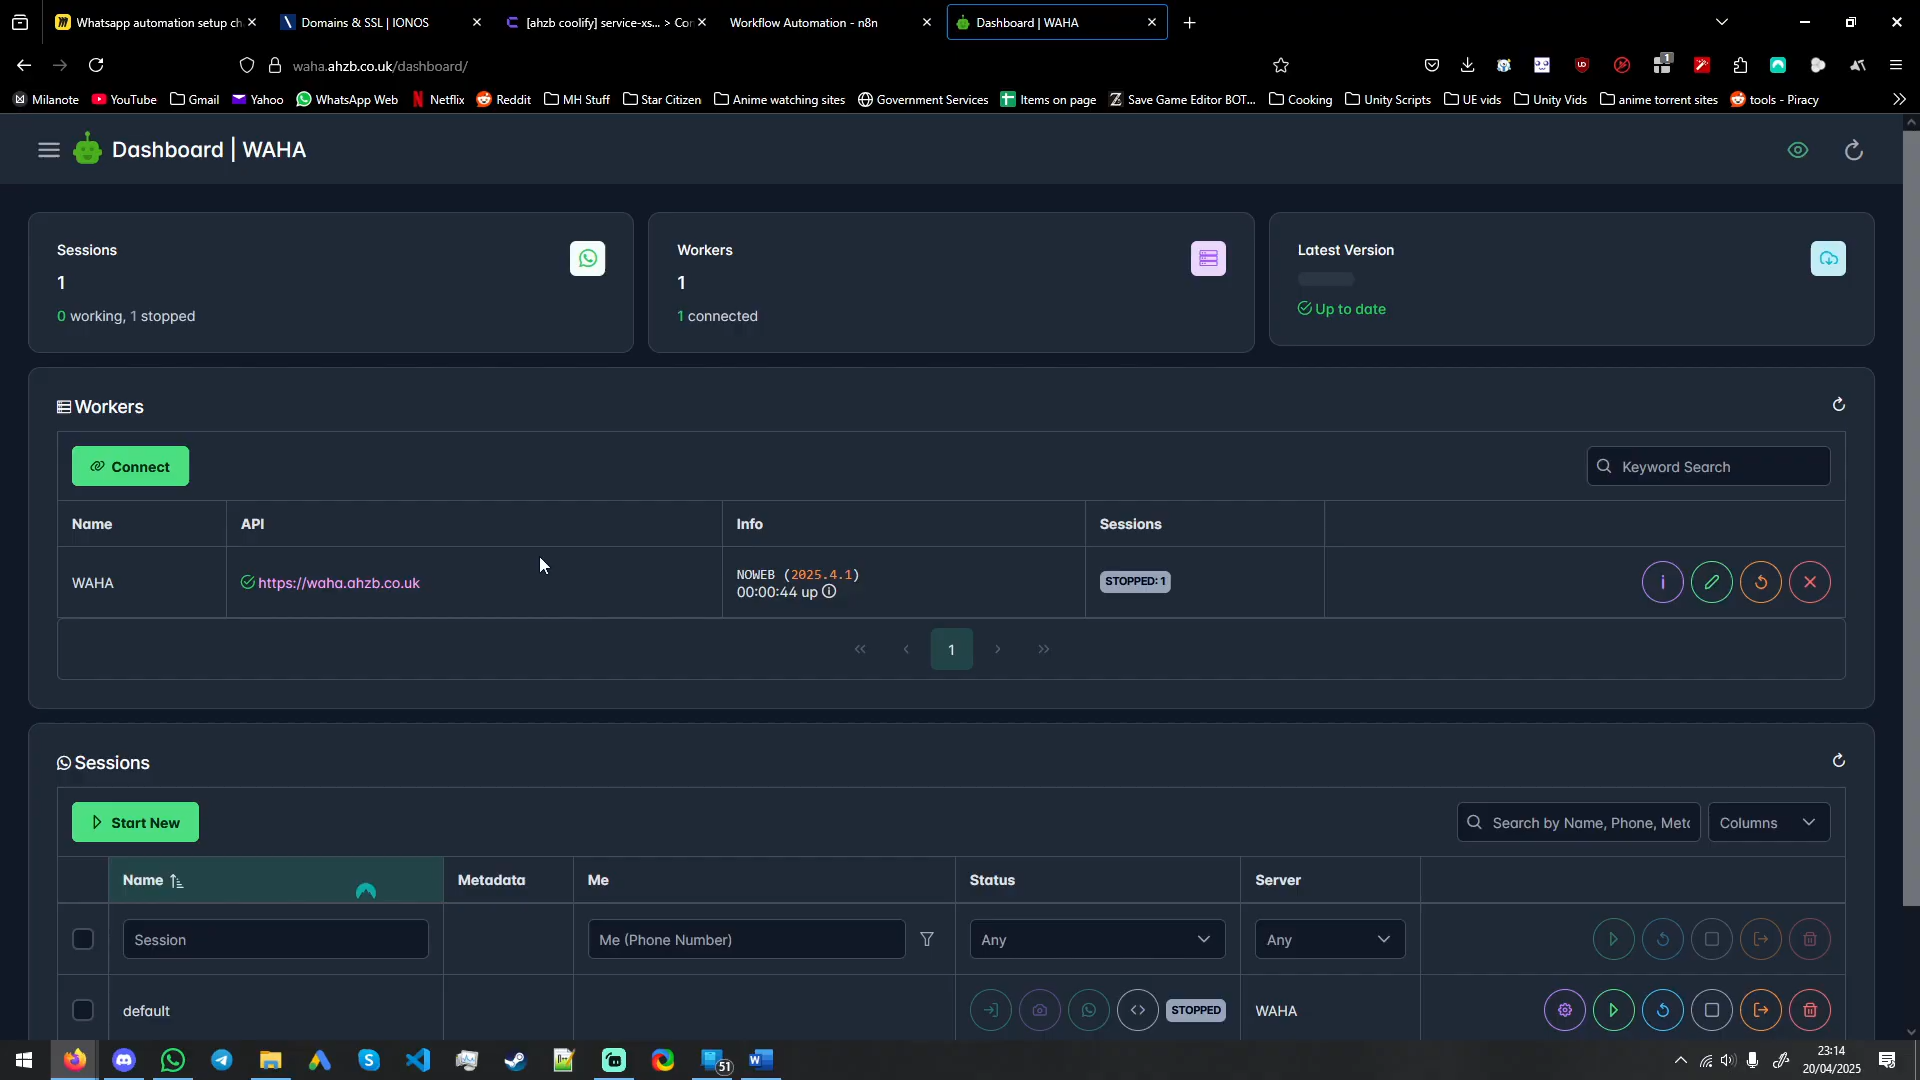 Whatsapp automation setup ch
Domains & SSL | IONOS
[ahzb coolify] service-xs... > Cor
Workflow Automation - n8n
Dashboard | WAHA
waha.ahzb.co.uk/dashboard/
1
Milanote
YouTube
Gmail
Yahoo
WhatsApp Web
Netflix
Reddit
MH Stuff
Star Citizen
Anime watching sites
Government Services
Items on page
Save Game Editor BOT...
Cooking
Unity Scripts
UE vids
Unity Vids
anime torrent sites
tools - Piracy
Dashboard | WAHA
Sessions
1
0 working, 1 stopped
Workers
1
1 connected
Latest Version
Up to date
Workers
Connect
Keyword Search
Name
API
Info
Sessions
WAHA
https://waha.ahzb.co.uk
NOWEB (2025.4.1)
00:00:44 up
STOPPED: 1
1
Sessions
Start New
Search by Name, Phone, Meta
Columns
Name
Metadata
Me
Status
Server
Session
Me (Phone Number)
Any
Any
default
STOPPED
WAHA
51
23:14
20/04/2025